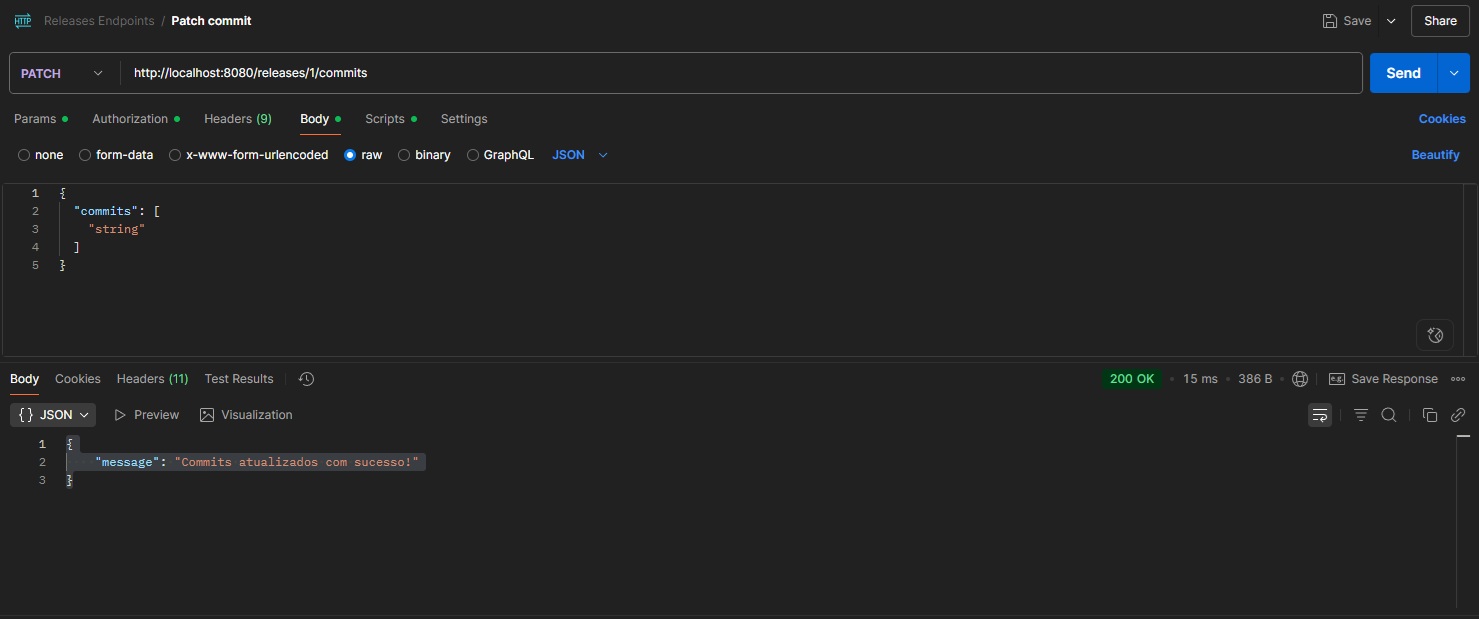 HTTP Releases Endpoints / Patch commit Save Share
PATCH http://localhost:8080/releases/1/commits Send
Params Authorization Headers (9) Body Scripts Settings Cookies
none form-data x-www-form-urlencoded raw binary GraphQL JSON Beautify
1 {
2 "commits": [
3 "string"
4 ]
5 }
Body Cookies Headers (11) Test Results 200 OK • 15 ms • 386 B • e.g. Save Response
{} JSON Preview Visualization
1 {
2 "message": "Commits atualizados com sucesso!"
3 }